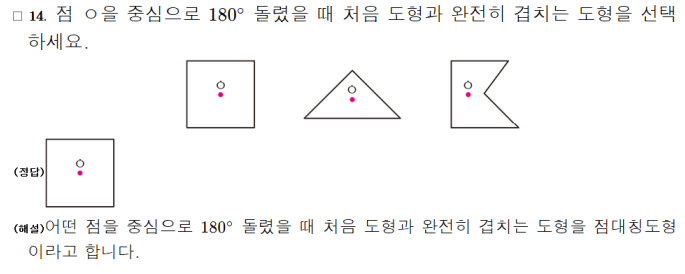 □ 14. 점 ㅇ을 중심으로 180° 돌렸을 때 처음 도형과 완전히 겹치는 도형을 선택
하세요.
ㅇ ㅇ ㅇ
(정답) ㅇ
(해설)어떤 점을 중심으로 180° 돌렸을 때 처음 도형과 완전히 겹치는 도형을 점대칭도형
이라고 합니다.